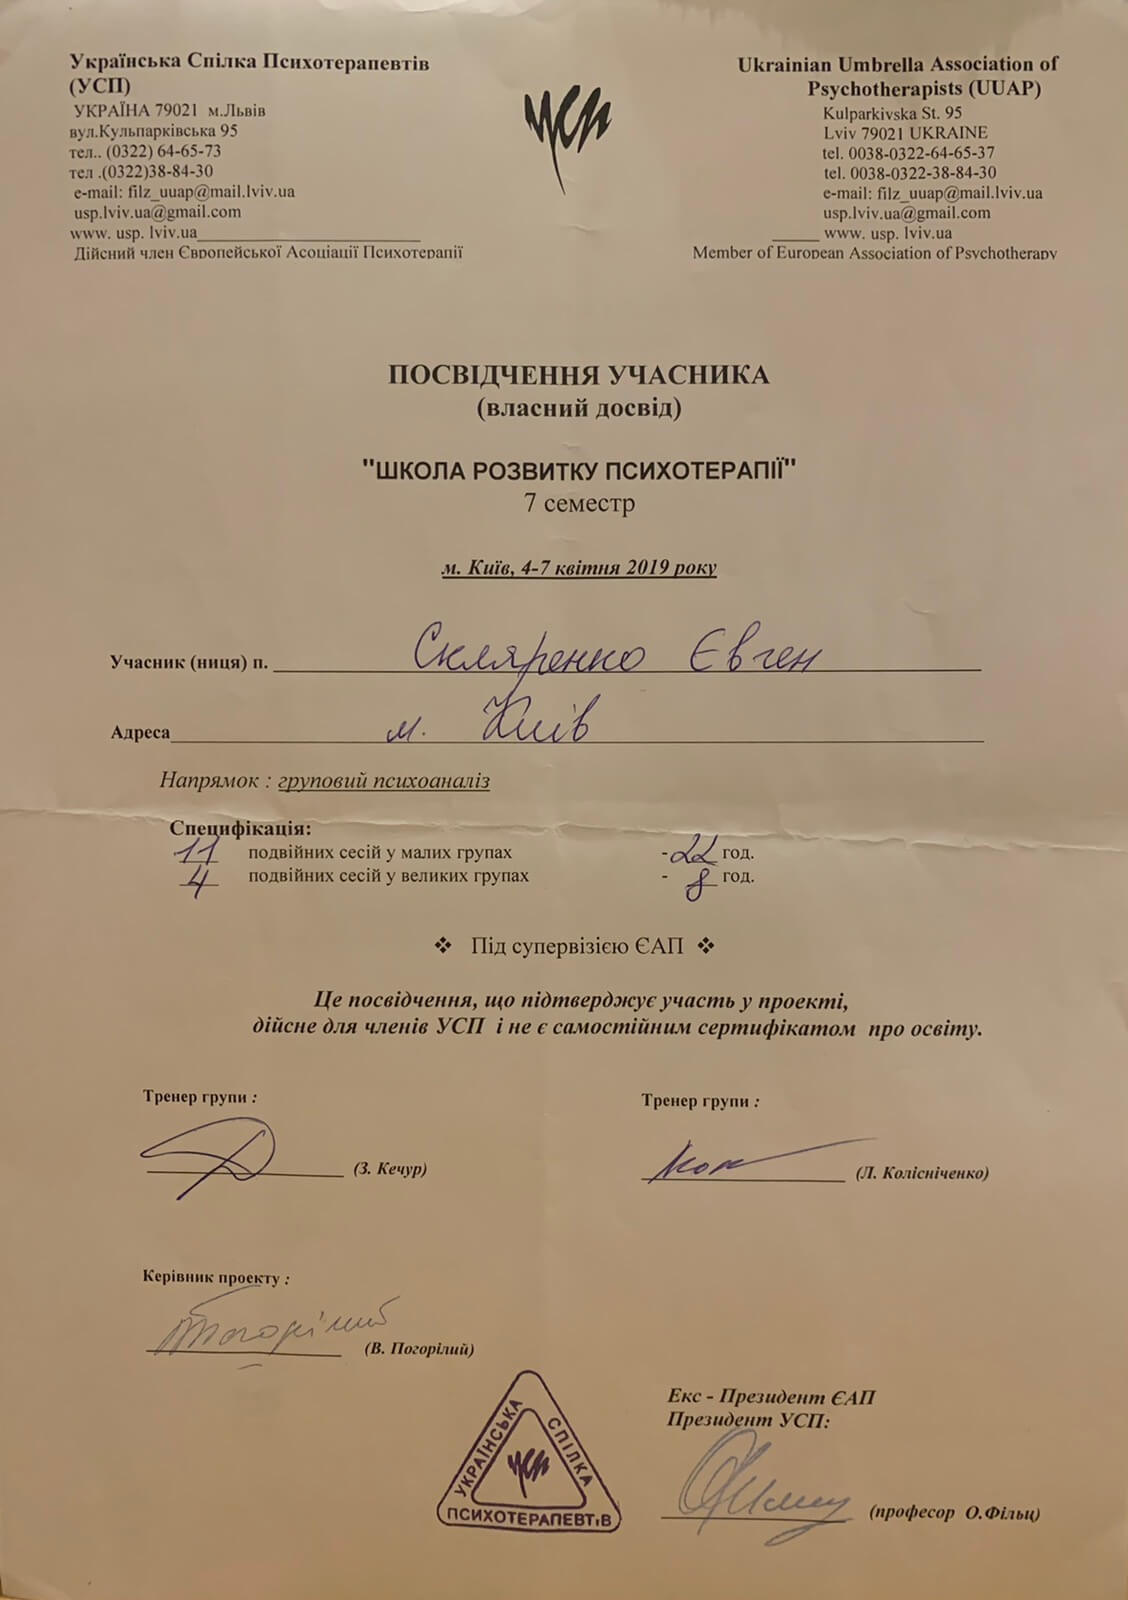 Українська Спілка Психотерапевтів
(УСП)
УКРАЇНА 79021 м.Львів
вул.Кульпарківська 95
тел.. (0322) 64-65-73
тел .(0322)38-84-30
e-mail: filz_uuap@mail.lviv.ua
usp.lviv.ua@gmail.com
www. usp. lviv.ua
Дійсний член Європейської Асоціації Психотерапії
усп
Ukrainian Umbrella Association of
Psychotherapists (UUAP)
Kulparkivska St. 95
Lviv 79021 UKRAINE
tel. 0038-0322-64-65-37
tel. 0038-0322-38-84-30
e-mail: filz_uuap@mail.lviv.ua
usp.lviv.ua@gmail.com
www. usp. lviv.ua
Member of European Association of Psychotherapy
ПОСВІДЧЕННЯ УЧАСНИКА
(власний досвід)
"ШКОЛА РОЗВИТКУ ПСИХОТЕРАПІЇ"
7 семестр
м. Київ, 4-7 квітня 2019 року
Учасник (ниця) п. Скляренко Євген
Адреса м. Київ
Напрямок : груповий психоаналіз
Специфікація:
11 подвійних сесій у малих групах - 22 год.
4 подвійних сесій у великих групах - 8 год.
❖ Під супервізією ЄАП ❖
Це посвідчення, що підтверджує участь у проекті,
дійсне для членів УСП і не є самостійним сертифікатом про освіту.
Тренер групи :
(З. Кечур)
Тренер групи :
(Л. Колісніченко)
Керівник проекту :
Погорілий
(В. Погорілий)
УКРАЇНСЬКА СПІЛКА
усп
ПСИХОТЕРАПЕВТіВ
Екс - Президент ЄАП
Президент УСП:
(професор О.Фільц)